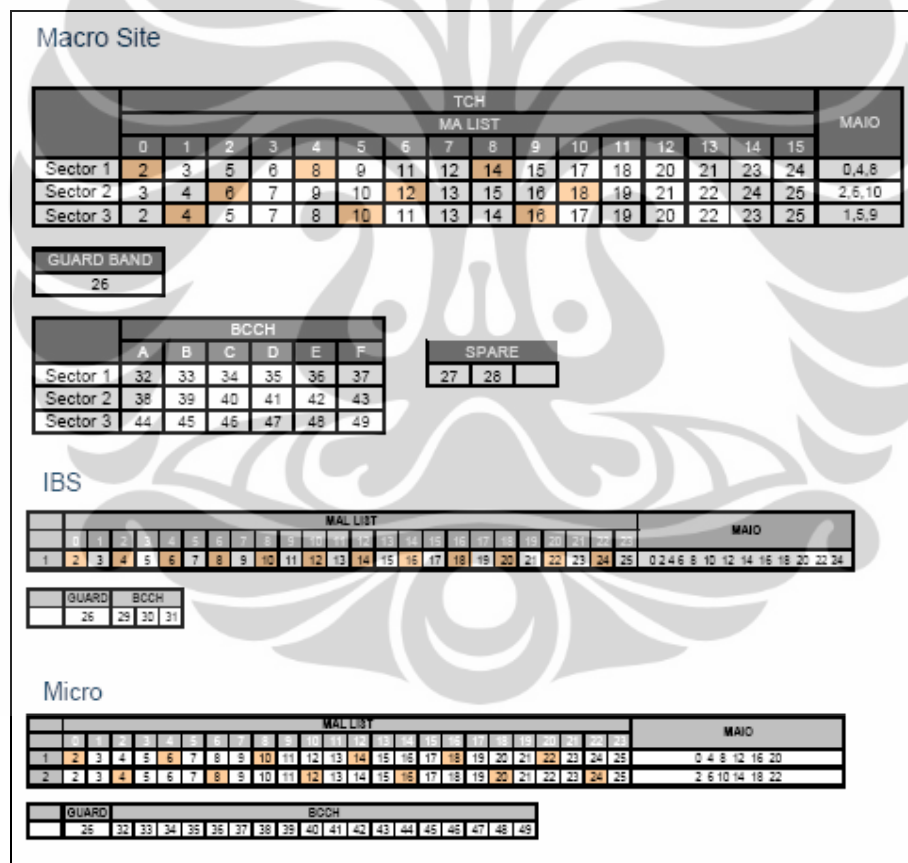 Macro Site
TCH
MA LIST MAIO
0 1 2 3 4 5 6 7 8 9 10 11 12 13 14 15
Sector 1 2 3 5 6 8 9 11 12 14 15 17 18 20 21 23 24 0,4,8
Sector 2 3 4 6 7 9 10 12 13 15 16 18 19 21 22 24 25 2,6,10
Sector 3 2 4 5 7 8 10 11 13 14 16 17 19 20 22 23 25 1,5,9
GUARD BAND
26
BCCH
A B C D E F SPARE
Sector 1 32 33 34 35 36 37 27 28
Sector 2 38 39 40 41 42 43
Sector 3 44 45 46 47 48 49
IBS
MAL LIST MAIO
0 1 2 3 4 5 6 7 8 9 10 11 12 13 14 15 16 17 18 19 20 21 22 23
1 2 3 4 5 6 7 8 9 10 11 12 13 14 15 16 17 18 19 20 21 22 23 24 25 0 2 4 6 8 10 12 14 16 18 20 22 24
GUARD BCCH
26 29 30 31
Micro
MAL LIST MAIO
0 1 2 3 4 5 6 7 8 9 10 11 12 13 14 15 16 17 18 19 20 21 22 23
1 2 3 4 5 6 7 8 9 10 11 12 13 14 15 16 17 18 19 20 21 22 23 24 25 0 4 8 12 16 20
2 2 3 4 5 6 7 8 9 10 11 12 13 14 15 16 17 18 19 20 21 22 23 24 25 2 6 10 14 18 22
GUARD BCCH
26 32 33 34 35 36 37 38 39 40 41 42 43 44 45 46 47 48 49